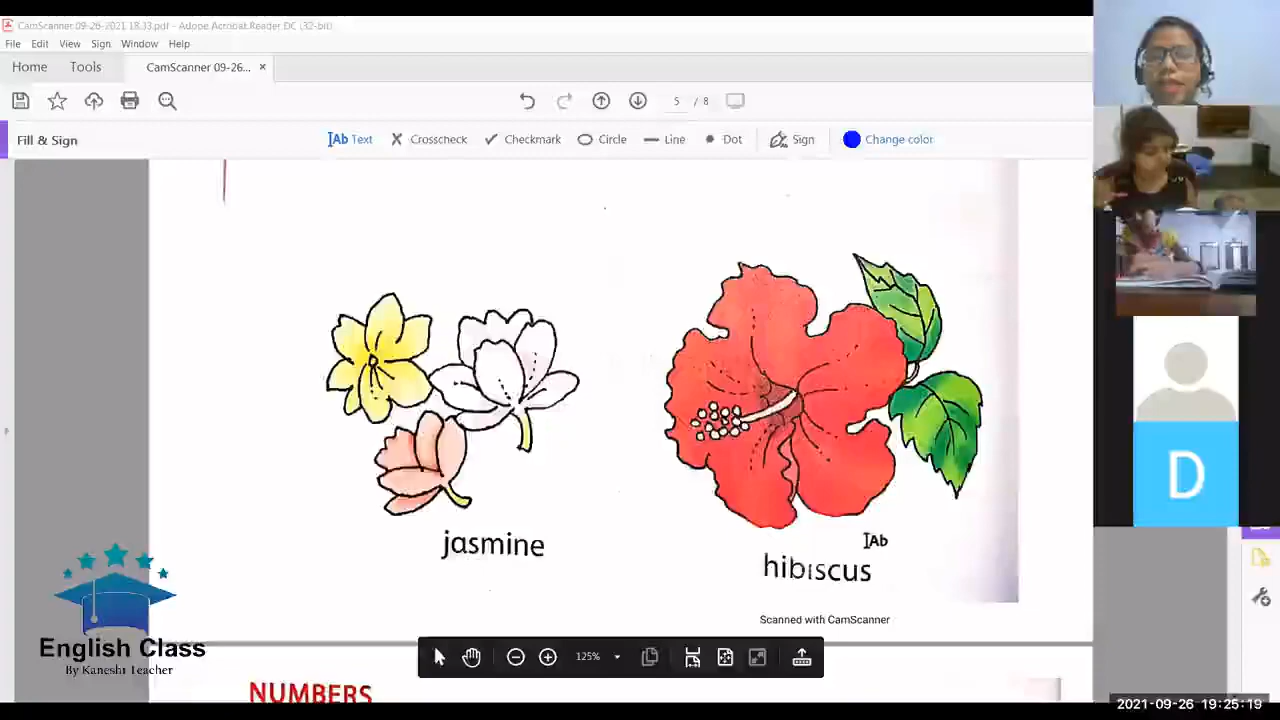 CamScanner 09-26-2021 18.33.pdf - Adobe Acrobat Reader DC (32-bit)
File Edit View Sign Window Help
Home Tools CamScanner 09-26... ×
5 / 8
Fill & Sign
Ab Text Crosscheck Checkmark Circle Line Dot Sign Change color
jasmine
Ab
hibiscus
D
Scanned with CamScanner
English Class
By Kaneshi Teacher
125%
NUMBERS
2021-09-26 19:25:19